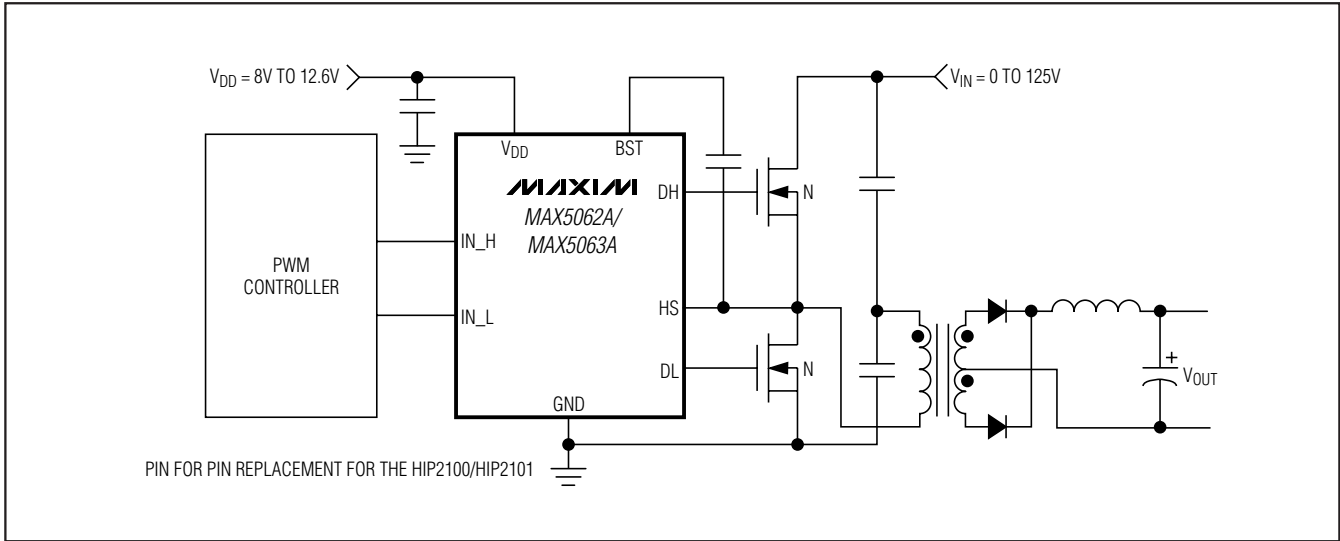 V_DD = 8V TO 12.6V
V_IN = 0 TO 125V
V_DD
BST
MAXIM
DH
N
MAX5062A/
MAX5063A
IN_H
PWM
CONTROLLER
HS
IN_L
DL
N
+
V_OUT
GND
PIN FOR PIN REPLACEMENT FOR THE HIP2100/HIP2101